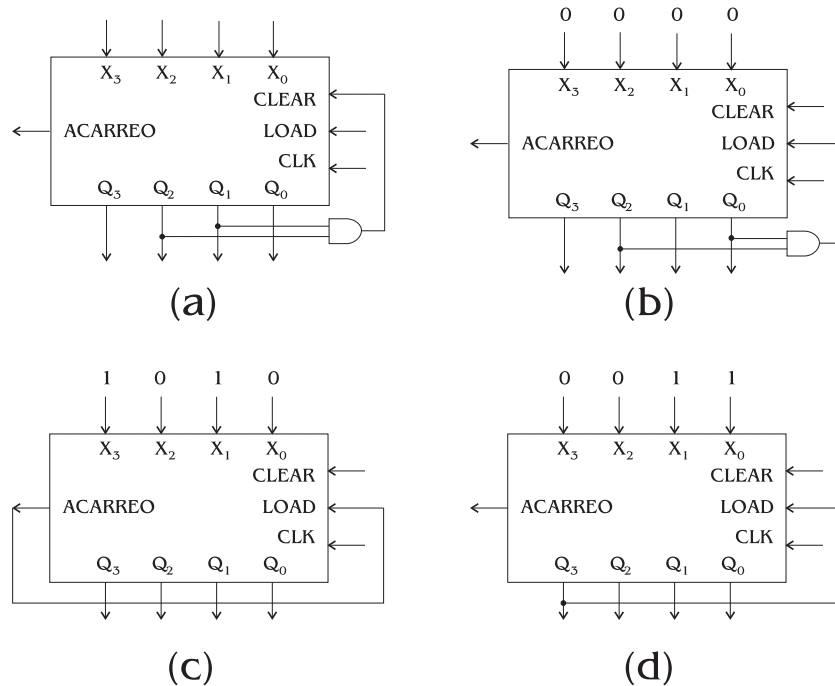 X₃ X₂ X₁ X₀
CLEAR
ACARREO LOAD
CLK
Q₃ Q₂ Q₁ Q₀
(a)
0 0 0 0
X₃ X₂ X₁ X₀
CLEAR
ACARREO LOAD
CLK
Q₃ Q₂ Q₁ Q₀
(b)
1 0 1 0
X₃ X₂ X₁ X₀
CLEAR
ACARREO LOAD
CLK
Q₃ Q₂ Q₁ Q₀
(c)
0 0 1 1
X₃ X₂ X₁ X₀
CLEAR
ACARREO LOAD
CLK
Q₃ Q₂ Q₁ Q₀
(d)